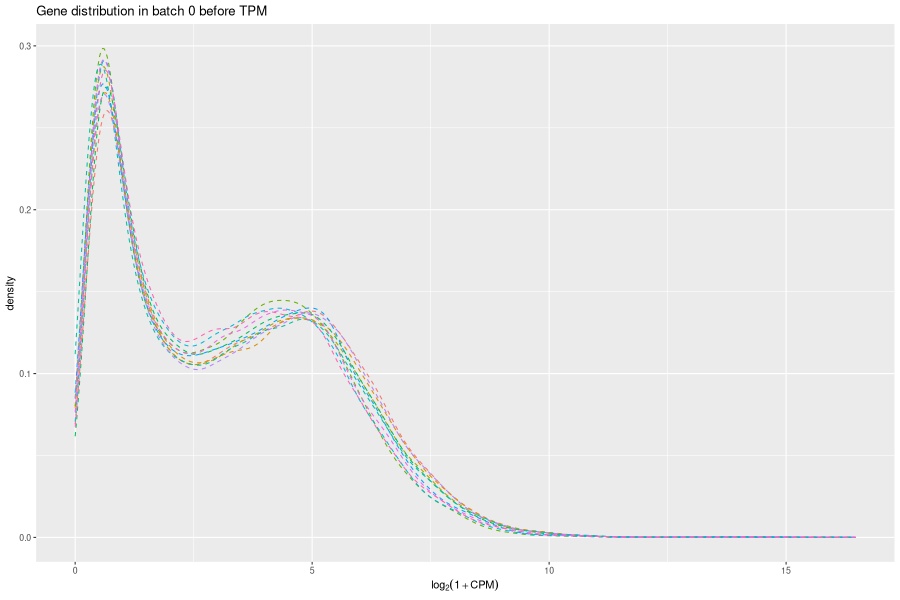 Gene distribution in batch 0 before TPM
0.3
0.2
density
0.1
0.0
0 5 10 15
log₂(1+CPM)